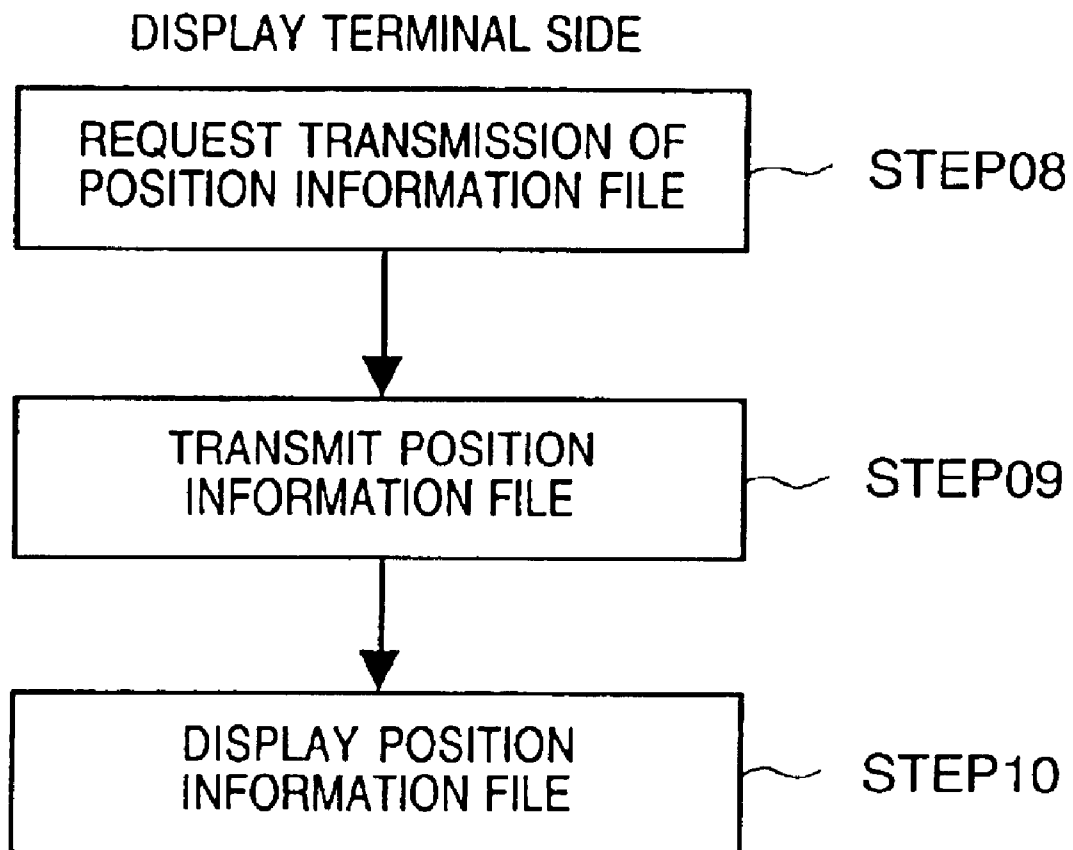 DISPLAY TERMINAL SIDE
REQUEST TRANSMISSION OF
POSITION INFORMATION FILE
STEP08
TRANSMIT POSITION
INFORMATION FILE
STEP09
DISPLAY POSITION
INFORMATION FILE
STEP10